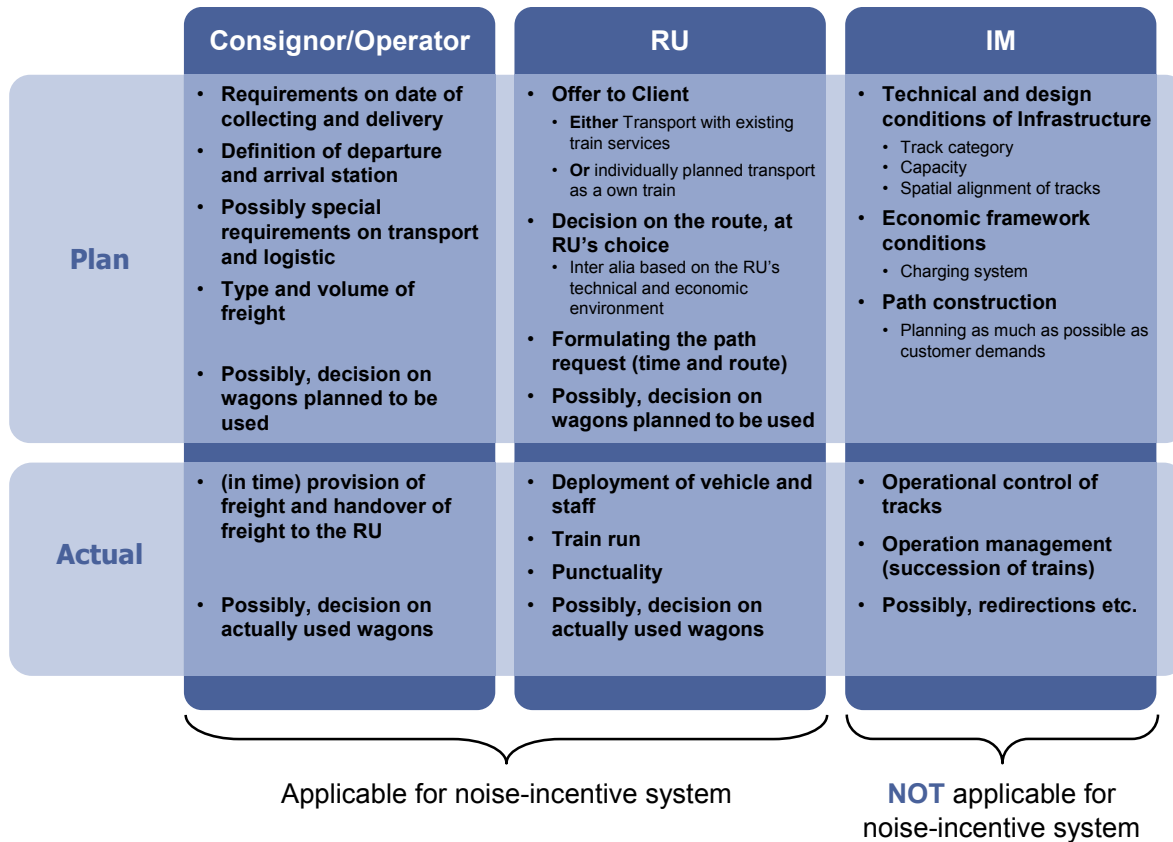 Consignor/Operator
RU
IM
Plan
• Requirements on date of
collecting and delivery
• Definition of departure
and arrival station
• Possibly special
requirements on transport
and logistic
• Type and volume of
freight
• Possibly, decision on
wagons planned to be
used
• Offer to Client
• Either Transport with existing
train services
• Or individually planned transport
as a own train
• Decision on the route, at
RU's choice
• Inter alia based on the RU's
technical and economic
environment
• Formulating the path
request (time and route)
• Possibly, decision on
wagons planned to be used
• Technical and design
conditions of Infrastructure
• Track category
• Capacity
• Spatial alignment of tracks
• Economic framework
conditions
• Charging system
• Path construction
• Planning as much as possible as
customer demands
Actual
• (in time) provision of
freight and handover of
freight to the RU
• Possibly, decision on
actually used wagons
• Deployment of vehicle and
staff
• Train run
• Punctuality
• Possibly, decision on
actually used wagons
• Operational control of
tracks
• Operation management
(succession of trains)
• Possibly, redirections etc.
Applicable for noise-incentive system
NOT applicable for
noise-incentive system